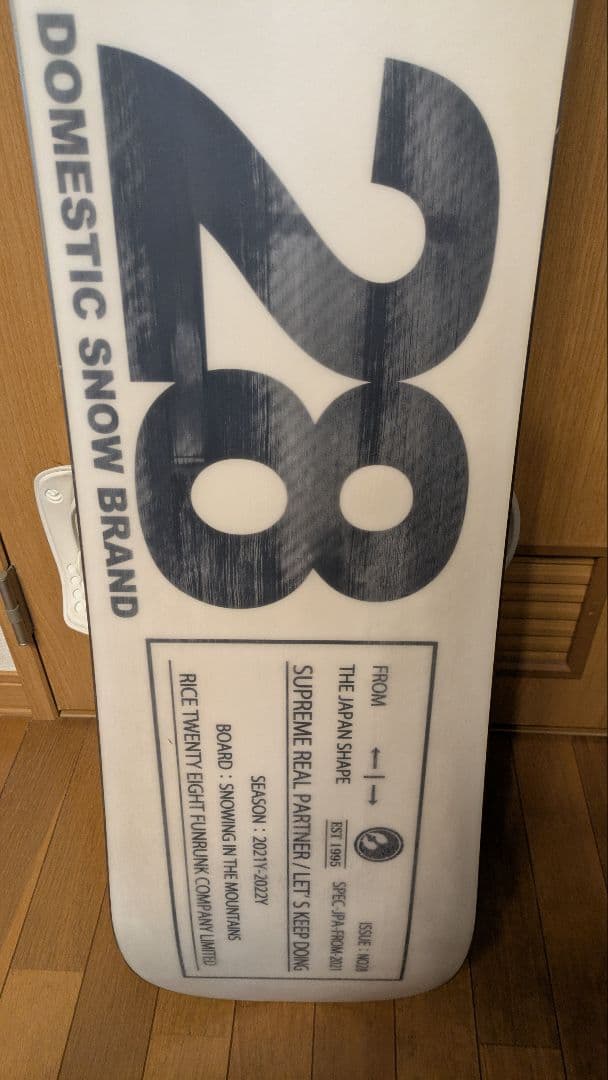 28
DOMESTIC SNOW BRAND
FROM ←|→
THE JAPAN SHAPE
EST 1995
ISSUE : NO28
SPEC-JPA-FROM-2021
SUPREME REAL PARTNER / LET'S KEEP DOING
SEASON : 2021Y-2022Y
BOARD : SNOWING IN THE MOUNTAINS
RICE TWENTY EIGHT FUNRUNK COMPANY LIMITED